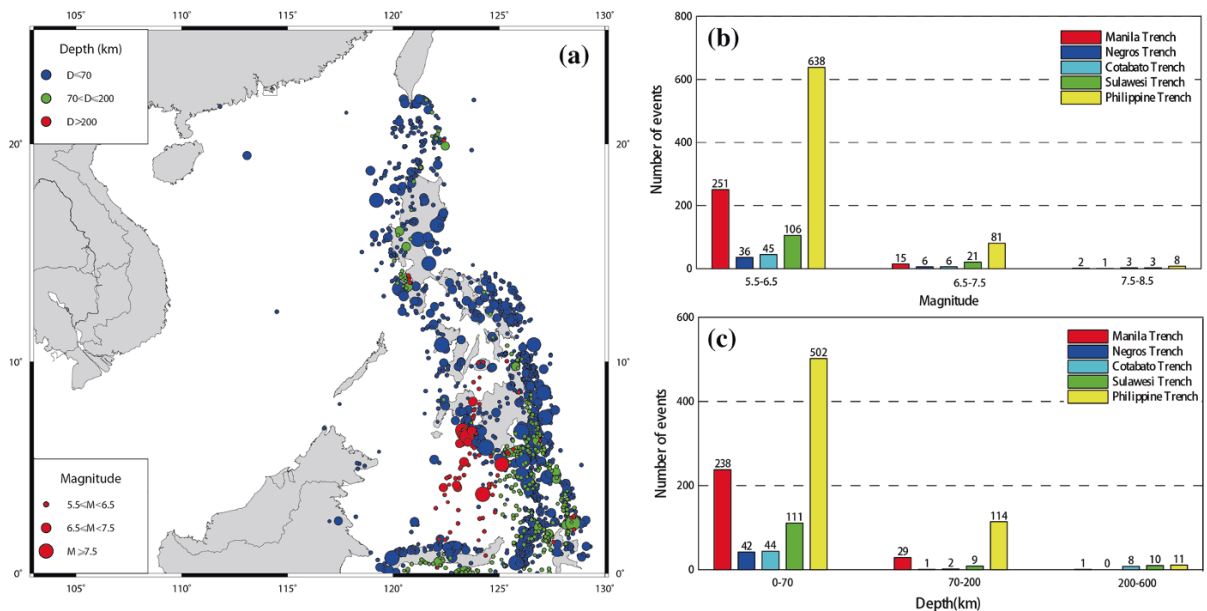 105° 110° 115° 120° 125° 130°
Depth (km)
D≤70
70<D≤200
D>200
(a)
20° 20°
10° 10°
Magnitude
5.5<M<6.5
6.5<M<7.5
M≥7.5
0° 0°
105° 110° 115° 120° 125° 130°
(b)
Manila Trench
Negros Trench
Cotabato Trench
Sulawesi Trench
Philippine Trench
Number of events
800
600
400
200
0
251 36 45 106 638
15 6 6 21 81
2 1 3 3 8
5.5-6.5 6.5-7.5 7.5-8.5
Magnitude
(c)
Manila Trench
Negros Trench
Cotabato Trench
Sulawesi Trench
Philippine Trench
Number of events
600
400
200
0
238 42 44 111 502
29 1 2 9 114
1 0 8 10 11
0-70 70-200 200-600
Depth(km)